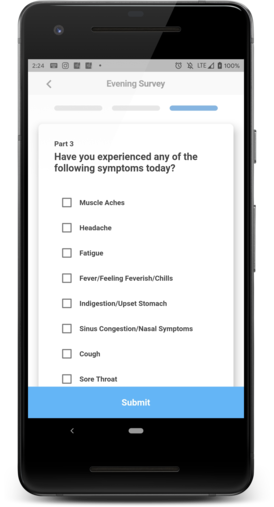 2:24
LTE
100%
Evening Survey
Part 3
Have you experienced any of the
following symptoms today?
Muscle Aches
Headache
Fatigue
Fever/Feeling Feverish/Chills
Indigestion/Upset Stomach
Sinus Congestion/Nasal Symptoms
Cough
Sore Throat
Submit